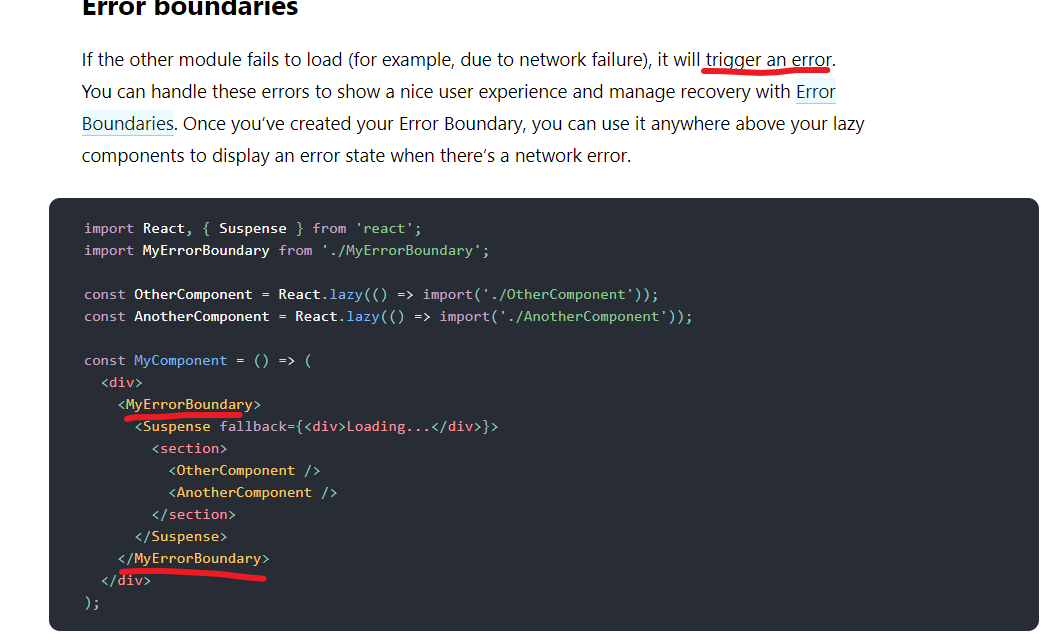 Error boundaries
If the other module fails to load (for example, due to network failure), it will trigger an error.
You can handle these errors to show a nice user experience and manage recovery with Error
Boundaries. Once you’ve created your Error Boundary, you can use it anywhere above your lazy
components to display an error state when there’s a network error.
import React, { Suspense } from 'react';
import MyErrorBoundary from './MyErrorBoundary';
const OtherComponent = React.lazy(() => import('./OtherComponent'));
const AnotherComponent = React.lazy(() => import('./AnotherComponent'));
const MyComponent = () => (
  <div>
    <MyErrorBoundary>
      <Suspense fallback={<div>Loading...</div>}>
        <section>
          <OtherComponent />
          <AnotherComponent />
        </section>
      </Suspense>
    </MyErrorBoundary>
  </div>
);